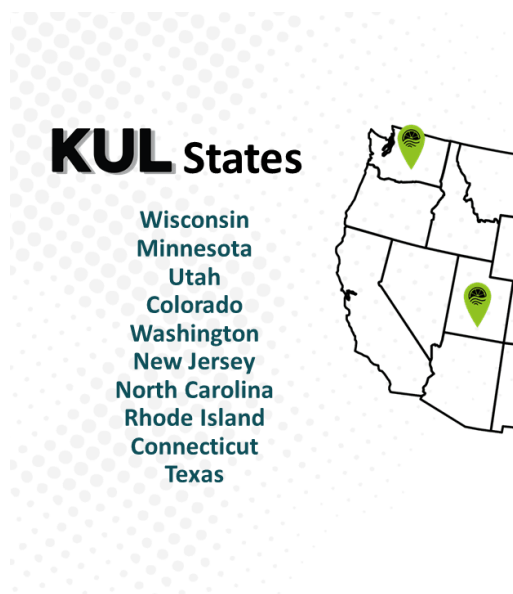 KUL States
Wisconsin
Minnesota
Utah
Colorado
Washington
New Jersey
North Carolina
Rhode Island
Connecticut
Texas